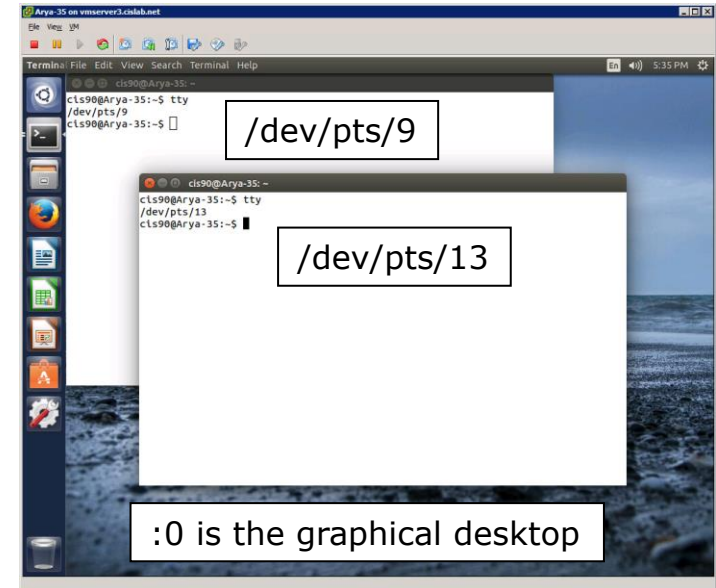 Arya-35 on vmserver3.cislab.net
File View VM
Terminal File Edit View Search Terminal Help
En 5:35 PM
cis90@Arya-35: ~
cis90@Arya-35:~$ tty
/dev/pts/9
cis90@Arya-35:~$
/dev/pts/9
cis90@Arya-35: ~
cis90@Arya-35:~$ tty
/dev/pts/13
cis90@Arya-35:~$
/dev/pts/13
:0 is the graphical desktop